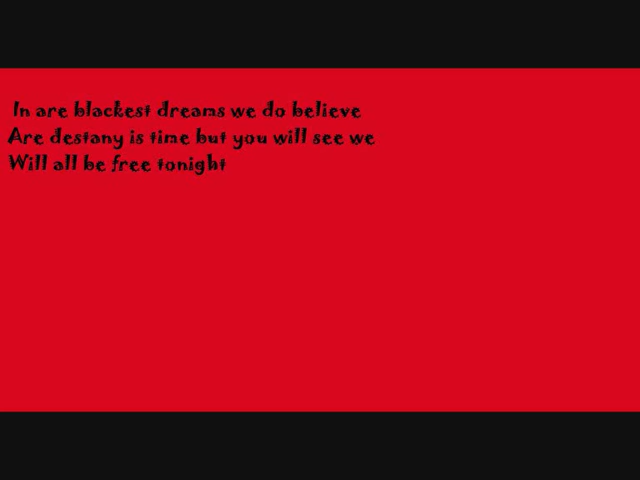 In are blackest dreams we do believe
Are destany is time but you will see we
Will all be free tonight